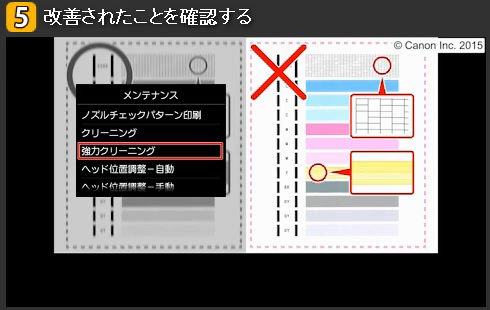 5 改善されたことを確認する
© Canon Inc. 2015
メンテナンス
ノズルチェックパターン印刷
クリーニング
強力クリーニング
ヘッド位置調整－自動
ヘッド位置調整－手動